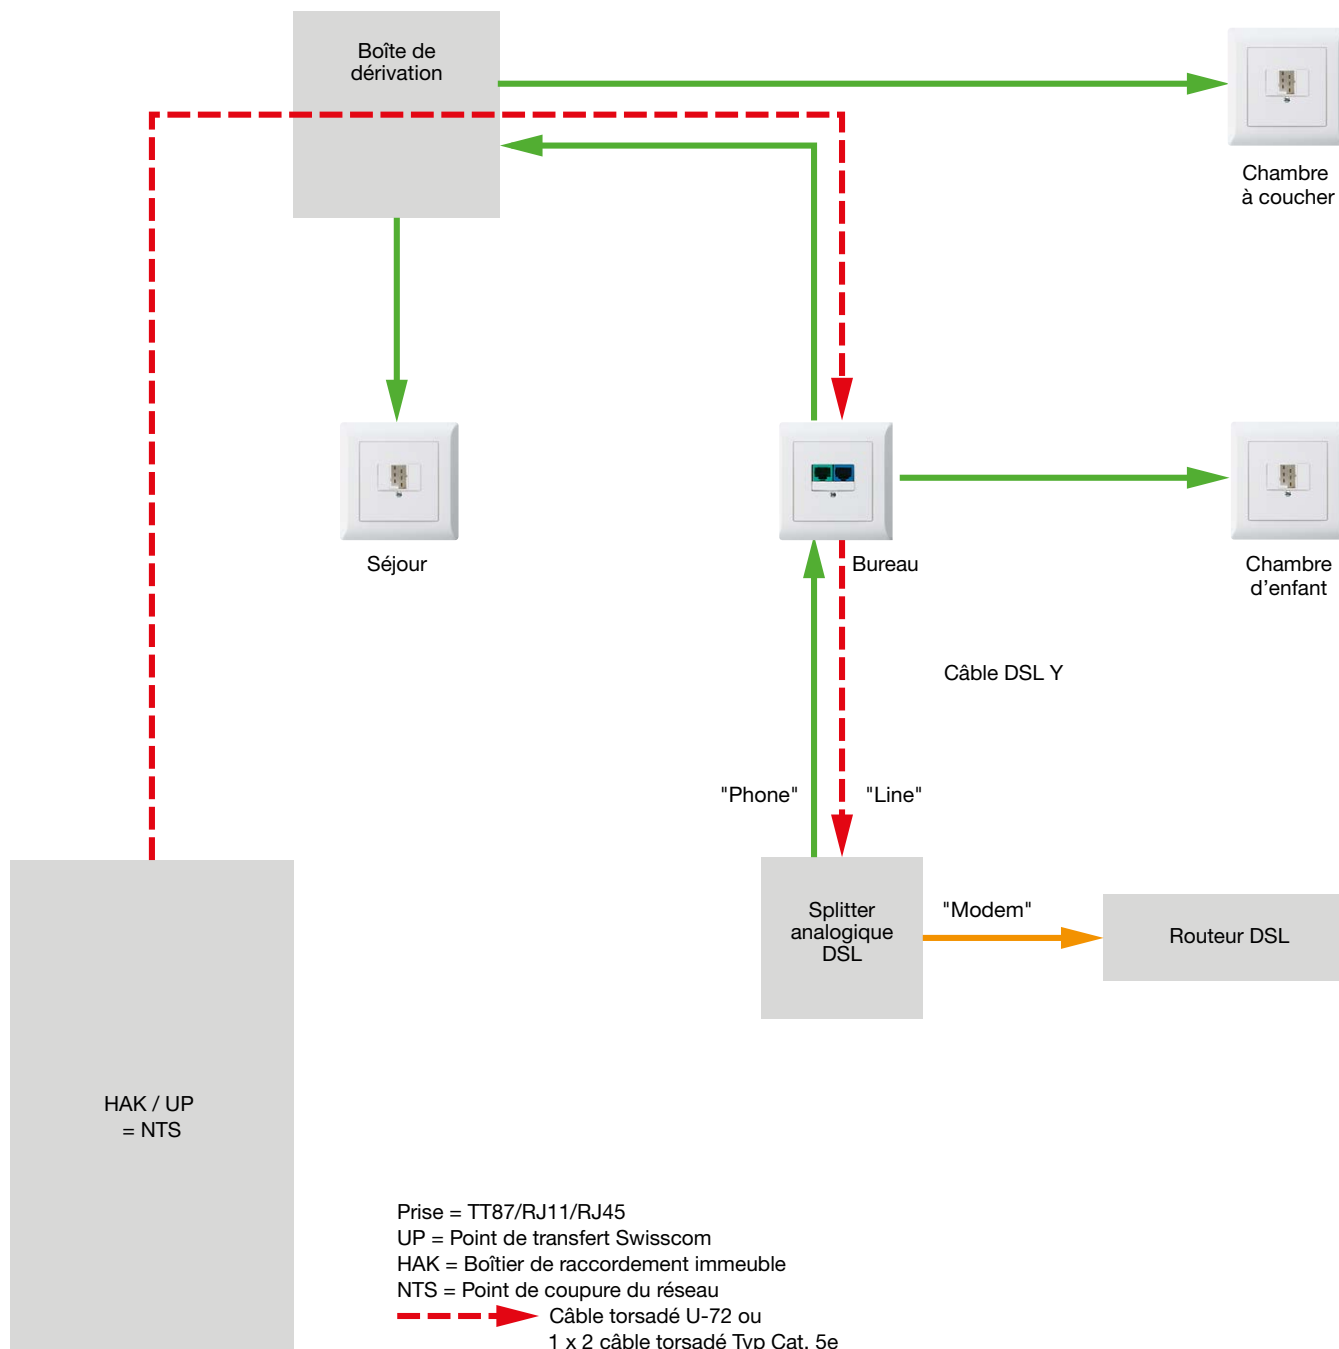 Boîte de
dérivation
Chambre
à coucher
Séjour
Bureau
Chambre
d'enfant
Câble DSL Y
"Phone"
"Line"
Splitter
analogique
DSL
"Modem"
Routeur DSL
HAK / UP
= NTS
Prise = TT87/RJ11/RJ45
UP = Point de transfert Swisscom
HAK = Boîtier de raccordement immeuble
NTS = Point de coupure du réseau
Câble torsadé U-72 ou
1 x 2 câble torsadé Typ Cat. 5e